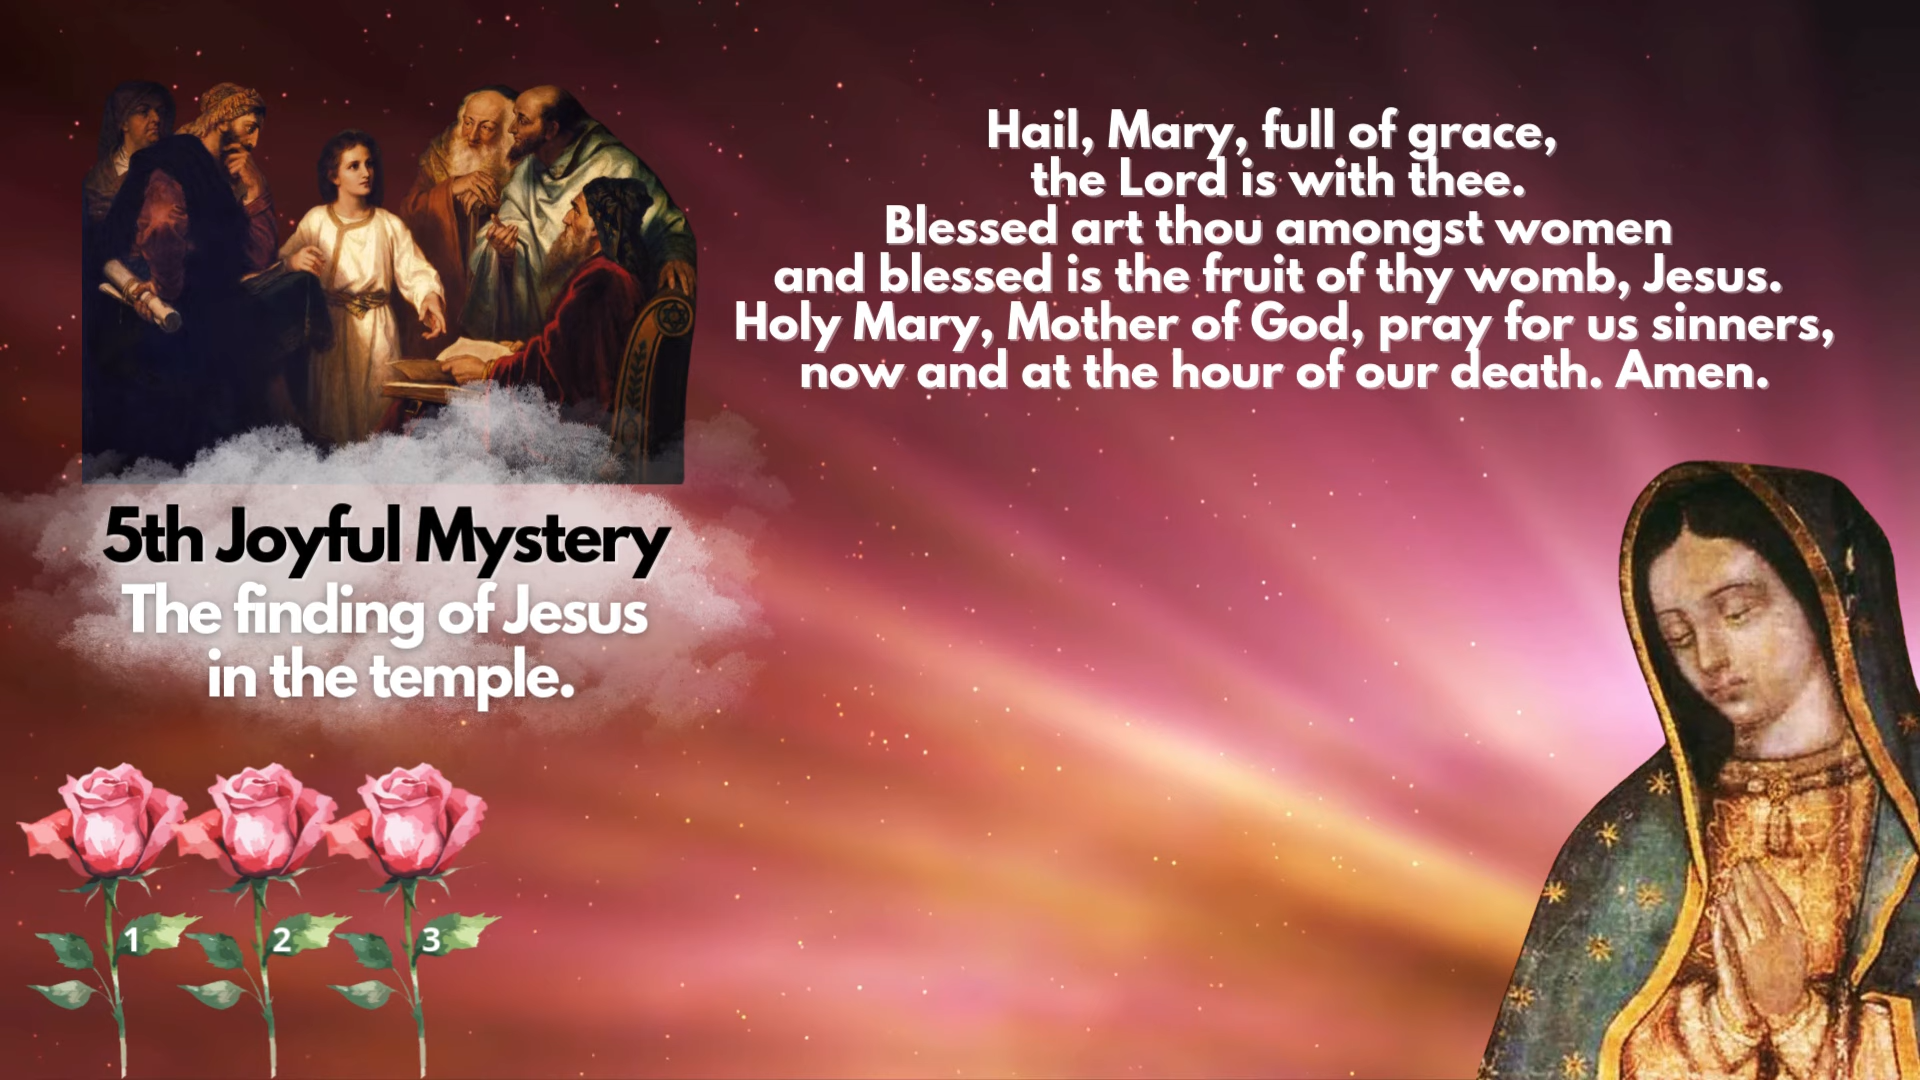 Hail, Mary, full of grace,
the Lord is with thee.
Blessed art thou amongst women
and blessed is the fruit of thy womb, Jesus.
Holy Mary, Mother of God, pray for us sinners,
now and at the hour of our death. Amen.
5th Joyful Mystery
The finding of Jesus
in the temple.
1 2 3